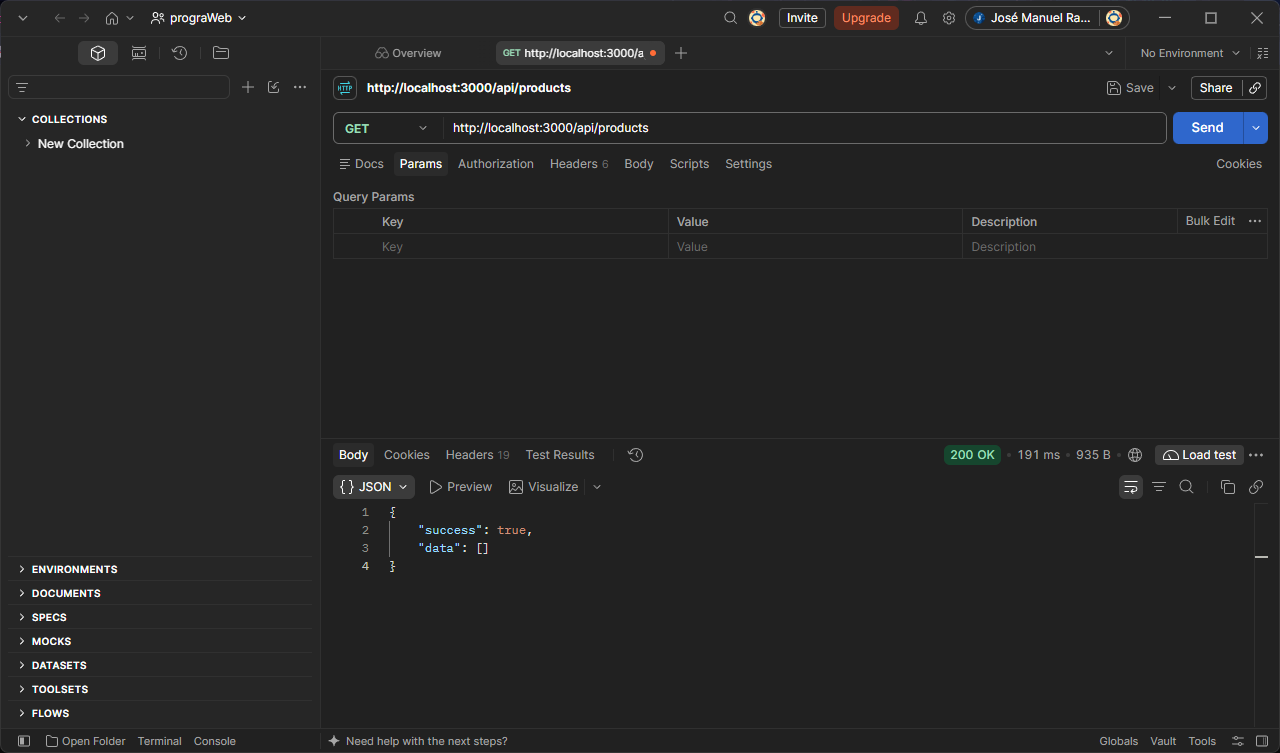 prograWeb
Invite
Upgrade
José Manuel Ra...
Overview
GET http://localhost:3000/a
No Environment
HTTP http://localhost:3000/api/products
Save
Share
COLLECTIONS
New Collection
GET http://localhost:3000/api/products
Send
Docs Params Authorization Headers 6 Body Scripts Settings
Cookies
Query Params
Key Value Description Bulk Edit
Key Value Description
Body Cookies Headers 19 Test Results
200 OK • 191 ms • 935 B •
Load test
{} JSON Preview Visualize
1 {
2 "success": true,
3 "data": []
4 }
ENVIRONMENTS
DOCUMENTS
SPECS
MOCKS
DATASETS
TOOLSETS
FLOWS
Open Folder Terminal Console
Need help with the next steps?
Globals Vault Tools